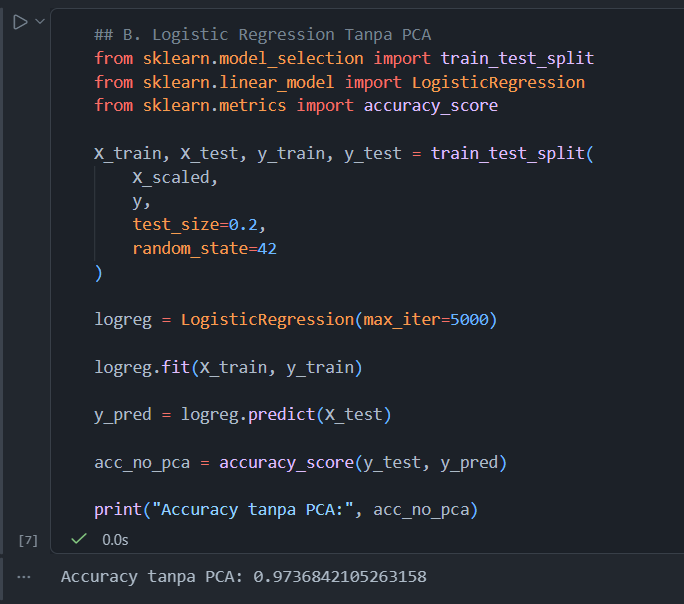 ## B. Logistic Regression Tanpa PCA
from sklearn.model_selection import train_test_split
from sklearn.linear_model import LogisticRegression
from sklearn.metrics import accuracy_score
X_train, X_test, y_train, y_test = train_test_split(
X_scaled,
y,
test_size=0.2,
random_state=42
)
logreg = LogisticRegression(max_iter=5000)
logreg.fit(X_train, y_train)
y_pred = logreg.predict(X_test)
acc_no_pca = accuracy_score(y_test, y_pred)
print("Accuracy tanpa PCA:", acc_no_pca)
[7] 0.0s
... Accuracy tanpa PCA: 0.9736842105263158